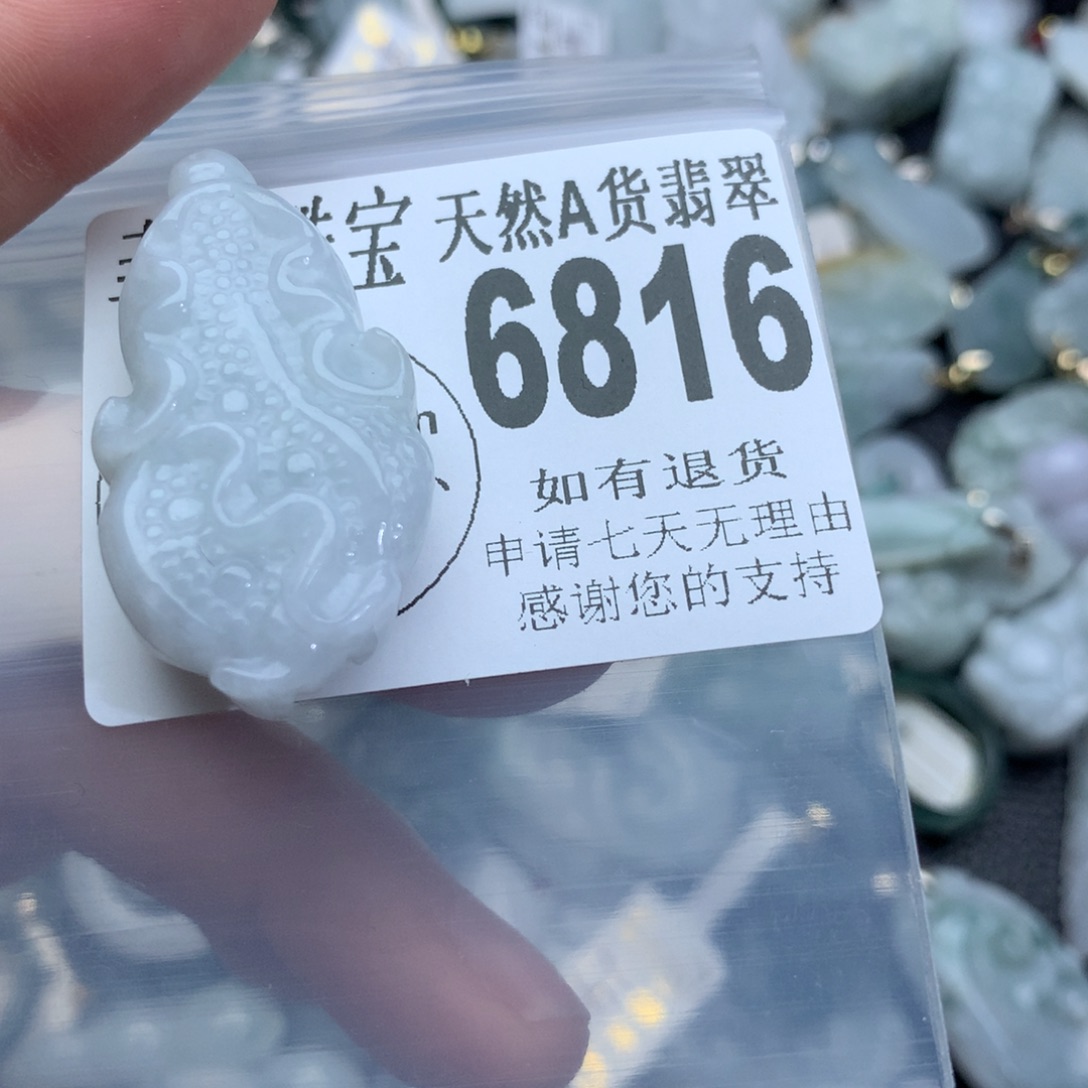 宝 天然A货翡翠
6816
如有退货
申请七天无理由
感谢您的支持